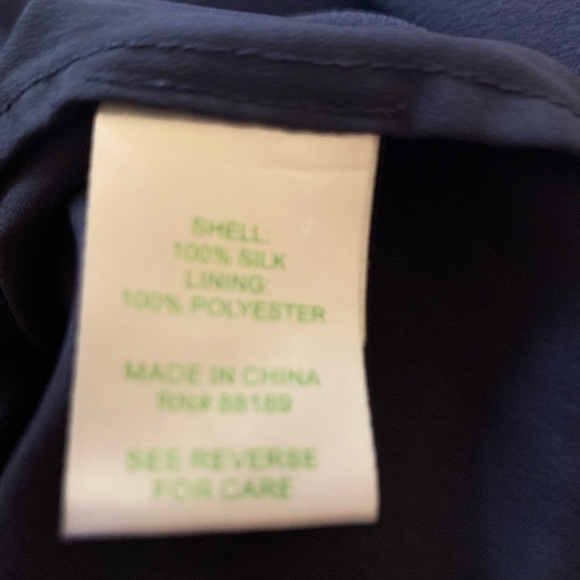 SHELL:
100% SILK
LINING:
100% POLYESTER
MADE IN CHINA
RN# 88189
SEE REVERSE
FOR CARE